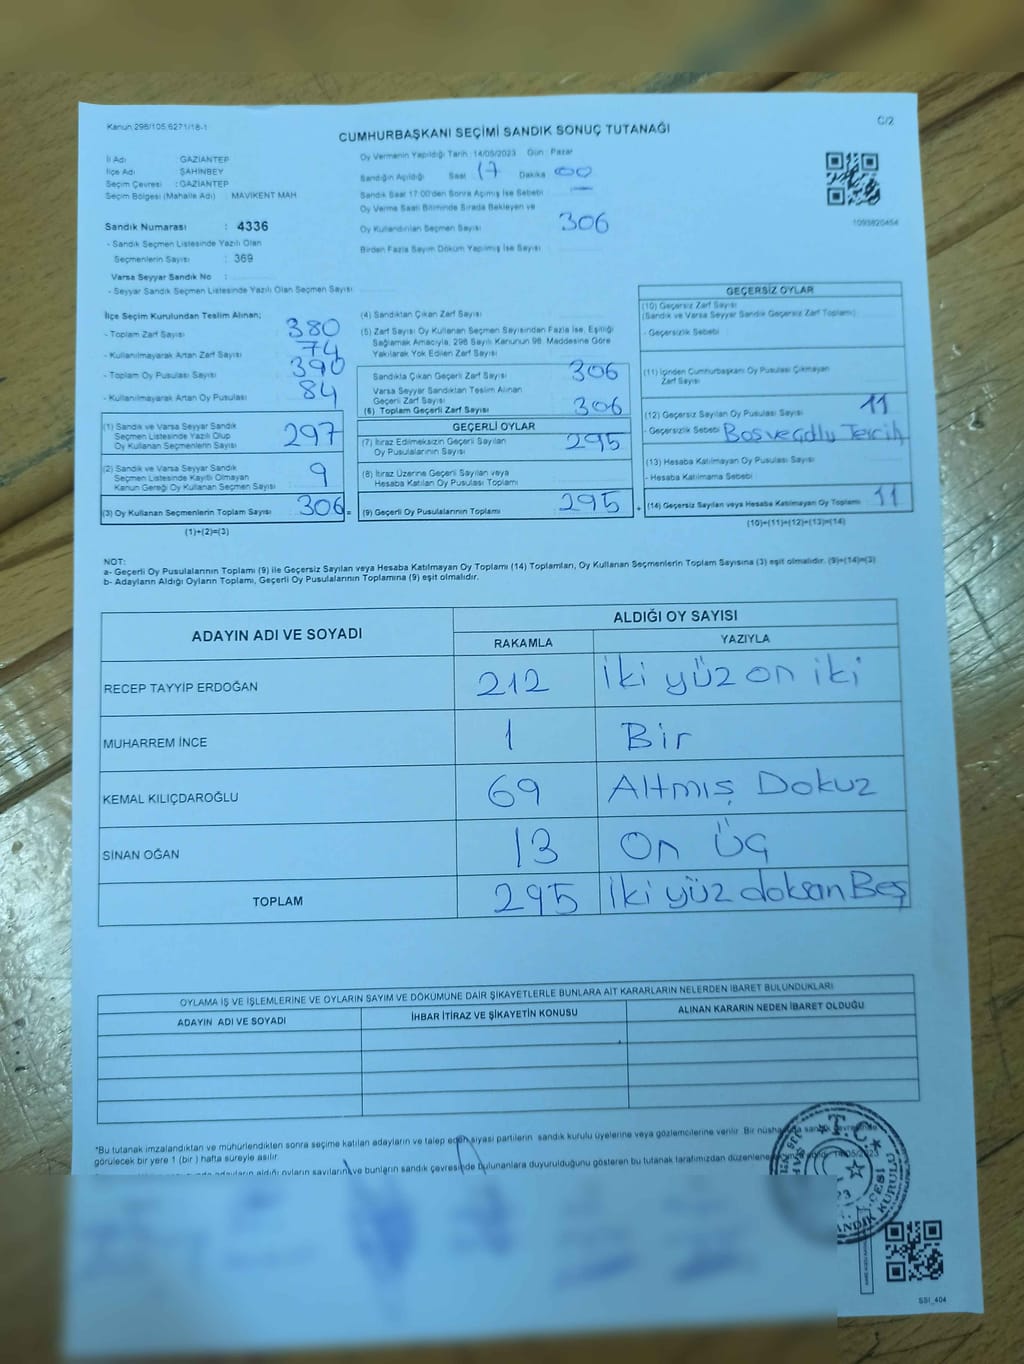 Kanun 298/105.6271/18-1
C/2
CUMHURBAŞKANI SEÇİMİ SANDIK SONUÇ TUTANAĞI
İl Adı : GAZİANTEP
İlçe Adı : ŞAHİNBEY
Seçim Çevresi : GAZİANTEP
Seçim Bölgesi (Mahalle Adı) : MAVIKENT MAH
Oy Vermenin Yapıldığı Tarih : 14/05/2023 Gün : Pazar
Sandığın Açıldığı Saat 17 Dakika 00
Sandık Saat 17:00'den Sonra Açılmış İse Sebebi : —
Oy Verme Saati Bitiminde Sırada Bekleyen ve
Oy Kullandırılan Seçmen Sayısı 306
Birden Fazla Sayım Döküm Yapılmış İse Sayısı :
1093820454
Sandık Numarası : 4336
- Sandık Seçmen Listesinde Yazılı Olan
Seçmenlerin Sayısı : 369
Varsa Seyyar Sandık No :
- Seyyar Sandık Seçmen Listesinde Yazılı Olan Seçmen Sayısı :
İlçe Seçim Kurulundan Teslim Alınan;
- Toplam Zarf Sayısı 380
- Kullanılmayarak Artan Zarf Sayısı 74
- Toplam Oy Pusulası Sayısı 390
- Kullanılmayarak Artan Oy Pusulası 84
(1) Sandık ve Varsa Seyyar Sandık
Seçmen Listesinde Yazılı Olup
Oy Kullanan Seçmenlerin Sayısı 297
(2) Sandık ve Varsa Seyyar Sandık
Seçmen Listesinde Kayıtlı Olmayan
Kanun Gereği Oy Kullanan Seçmen Sayısı 9
(3) Oy Kullanan Seçmenlerin Toplam Sayısı 306 =
(1)+(2)=(3)
(4) Sandıktan Çıkan Zarf Sayısı
(5) Zarf Sayısı Oy Kullanan Seçmen Sayısından Fazla İse, Eşitliği
Sağlamak Amacıyla, 298 Sayılı Kanunun 98. Maddesine Göre
Yakılarak Yok Edilen Zarf Sayısı
Sandıkta Çıkan Geçerli Zarf Sayısı 306
Varsa Seyyar Sandıktan Teslim Alınan
Geçerli Zarf Sayısı
(6) Toplam Geçerli Zarf Sayısı 306
GEÇERLİ OYLAR
(7) İtiraz Edilmeksizin Geçerli Sayılan
Oy Pusulalarının Sayısı 295
(8) İtiraz Üzerine Geçerli Sayılan veya
Hesaba Katılan Oy Pusulası Toplamı
(9) Geçerli Oy Pusulalarının Toplamı 295 +
GEÇERSİZ OYLAR
(10) Geçersiz Zarf Sayısı
(Sandık ve Varsa Seyyar Sandık Geçersiz Zarf Toplamı)
- Geçersizlik Sebebi
(11) İçinden Cumhurbaşkanı Oy Pusulası Çıkmayan
Zarf Sayısı
(12) Geçersiz Sayılan Oy Pusulası Sayısı 11
- Geçersizlik Sebebi Boş ve Çoklu Tercih
(13) Hesaba Katılmayan Oy Pusulası Sayısı
- Hesaba Katılmama Sebebi
(14) Geçersiz Sayılan veya Hesaba Katılmayan Oy Toplamı 11
(10)+(11)+(12)+(13)=(14)
NOT:
a- Geçerli Oy Pusulalarının Toplamı (9) ile Geçersiz Sayılan veya Hesaba Katılmayan Oy Toplamı (14) Toplamları, Oy Kullanan Seçmenlerin Toplam Sayısına (3) eşit olmalıdır. (9)+(14)=(3)
b- Adayların Aldığı Oyların Toplamı, Geçerli Oy Pusulalarının Toplamına (9) eşit olmalıdır.
ADAYIN ADI VE SOYADI
ALDIĞI OY SAYISI
RAKAMLA YAZIYLA
RECEP TAYYİP ERDOĞAN 212 İki yüz on iki
MUHARREM İNCE 1 Bir
KEMAL KILIÇDAROĞLU 69 Altmış Dokuz
SİNAN OĞAN 13 On Üç
TOPLAM 295 İki yüz doksan Beş
OYLAMA İŞ VE İŞLEMLERİNE VE OYLARIN SAYIM VE DÖKÜMÜNE DAİR ŞİKAYETLERLE BUNLARA AİT KARARLARIN NELERDEN İBARET BULUNDUKLARI
ADAYIN ADI VE SOYADI İHBAR İTİRAZ VE ŞİKAYETİN KONUSU ALINAN KARARIN NEDEN İBARET OLDUĞU
*Bu tutanak imzalandıktan ve mühürlendikten sonra seçime katılan adayların ve talep eden siyasi partilerin sandık kurulu üyelerine veya gözlemcilerine verilir. Bir nüshası sandık çevresinde
görülecek bir yere 1 (bir ) hafta süreyle asılır.
adayların aldığı oyların sayılarını ve bunların sandık çevresinde bulunanlara duyurulduğunu gösteren bu tutanak tarafımızdan 14/05/2023
T.C.
SANDIK KURULU
SSI_404